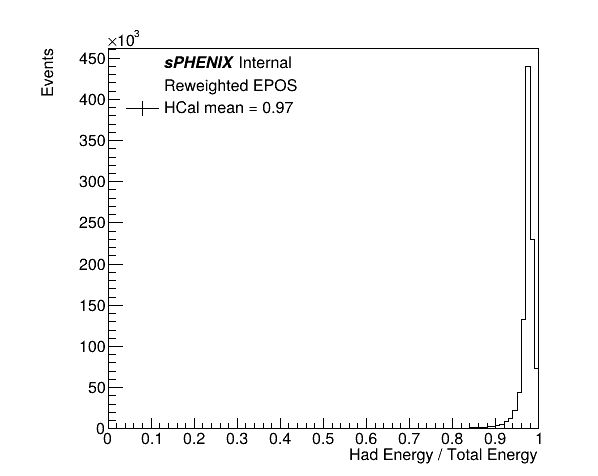 ×10³
Events
450
400
350
300
250
200
150
100
50
0
sPHENIX Internal
Reweighted EPOS
HCal mean = 0.97
0 0.1 0.2 0.3 0.4 0.5 0.6 0.7 0.8 0.9 1
Had Energy / Total Energy